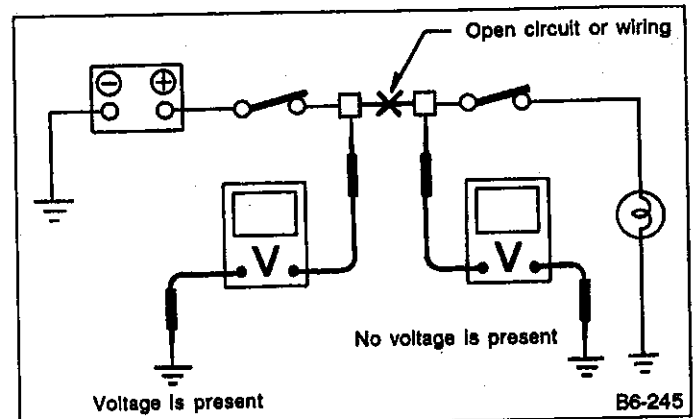 Open circuit or wiring
⊖ ⊕
V
V
No voltage is present
Voltage is present
B6-245